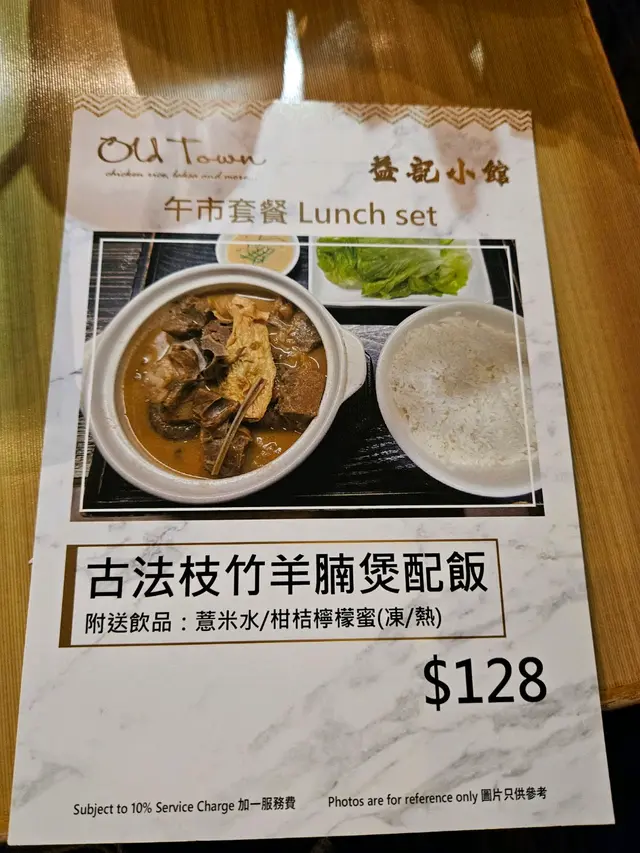 Old Town
chicken rice, laksa and more...
益記小館
午市套餐 Lunch set
古法枝竹羊腩煲配飯
附送飲品：薏米水/柑桔檸檬蜜(凍/熱)
$128
Subject to 10% Service Charge 加一服務費
Photos are for reference only 圖片只供參考